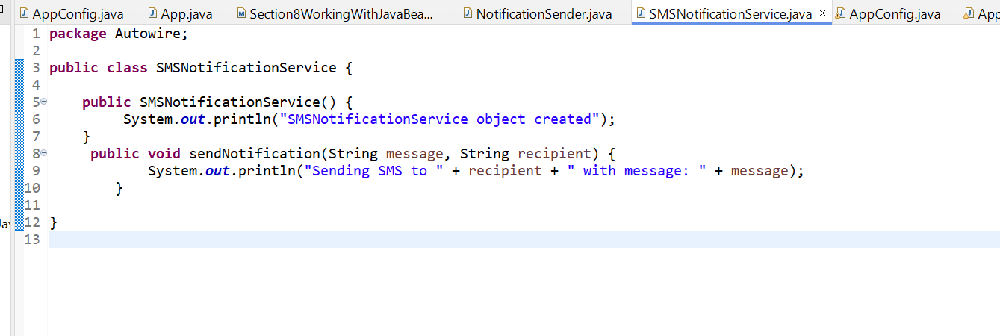 AppConfig.java App.java Section8WorkingWithJavaBea... NotificationSender.java SMSNotificationService.java AppConfig.java App
1 package Autowire;
2
3 public class SMSNotificationService {
4
5 public SMSNotificationService() {
6 System.out.println("SMSNotificationService object created");
7 }
8 public void sendNotification(String message, String recipient) {
9 System.out.println("Sending SMS to " + recipient + " with message: " + message);
10 }
11
12 }
13